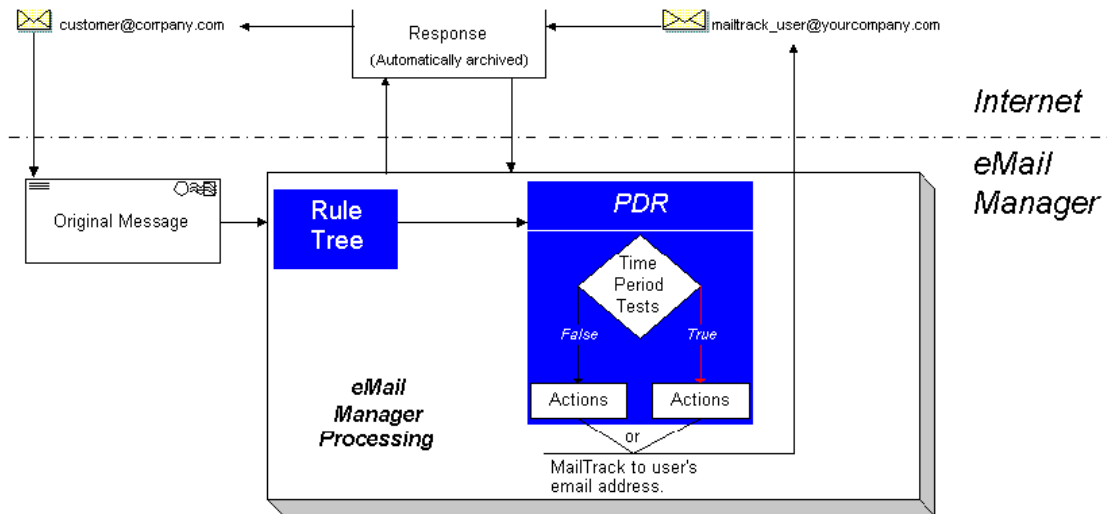 customer@company.com
Response
(Automatically archived)
mailtrack_user@yourcompany.com
Internet
eMail
Manager
Original Message
Rule
Tree
PDR
Time
Period
Tests
False
True
Actions
Actions
or
eMail
Manager
Processing
MailTrack to user's
email address.